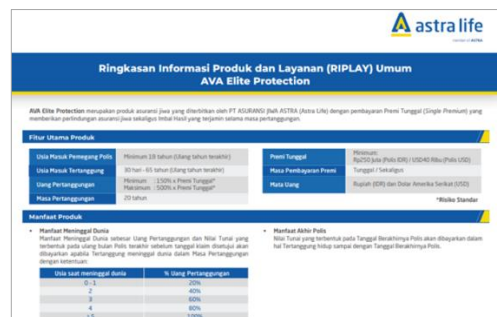 astra life
member of ASTRA
Ringkasan Informasi Produk dan Layanan (RIPLAY) Umum
AVA Elite Protection
AVA Elite Protection merupakan produk asuransi jiwa yang diterbitkan oleh PT ASURANSI JIWA ASTRA (Astra Life) dengan pembayaran Premi Tunggal (Single Premium) yang
memberikan perlindungan asuransi jiwa sekaligus Imbal Hasil yang terjamin selama masa pertanggungan.
Fitur Utama Produk
Usia Masuk Pemegang Polis Minimum 18 tahun (Ulang tahun terakhir)
Usia Masuk Tertanggung 30 hari - 65 tahun (Ulang tahun terakhir)
Uang Pertanggungan Minimum : 150% x Premi Tunggal*
Maksimum : 500% x Premi Tunggal*
Masa Pertanggungan 20 tahun
Premi Tunggal Minimum:
Rp250 Juta (Polis IDR) / USD40 Ribu (Polis USD)
Masa Pembayaran Premi Tunggal / Sekaligus
Mata Uang Rupiah (IDR) dan Dolar Amerika Serikat (USD)
*Risiko Standar
Manfaat Produk
• Manfaat Meninggal Dunia
Manfaat Meninggal Dunia sebesar Uang Pertanggungan dan Nilai Tunai yang
terbentuk pada ulang bulan Polis terakhir sebelum tanggal klaim disetujui akan
dibayarkan apabila Tertanggung meninggal dunia dalam Masa Pertanggungan
dengan ketentuan:
Usia saat meninggal dunia % Uang Pertanggungan
0 - 1 20%
2 40%
3 60%
4 80%
100%
• Manfaat Akhir Polis
Nilai Tunai yang terbentuk pada Tanggal Berakhirnya Polis akan dibayarkan dalam
hal Tertanggung hidup sampai dengan Tanggal Berakhirnya Polis.